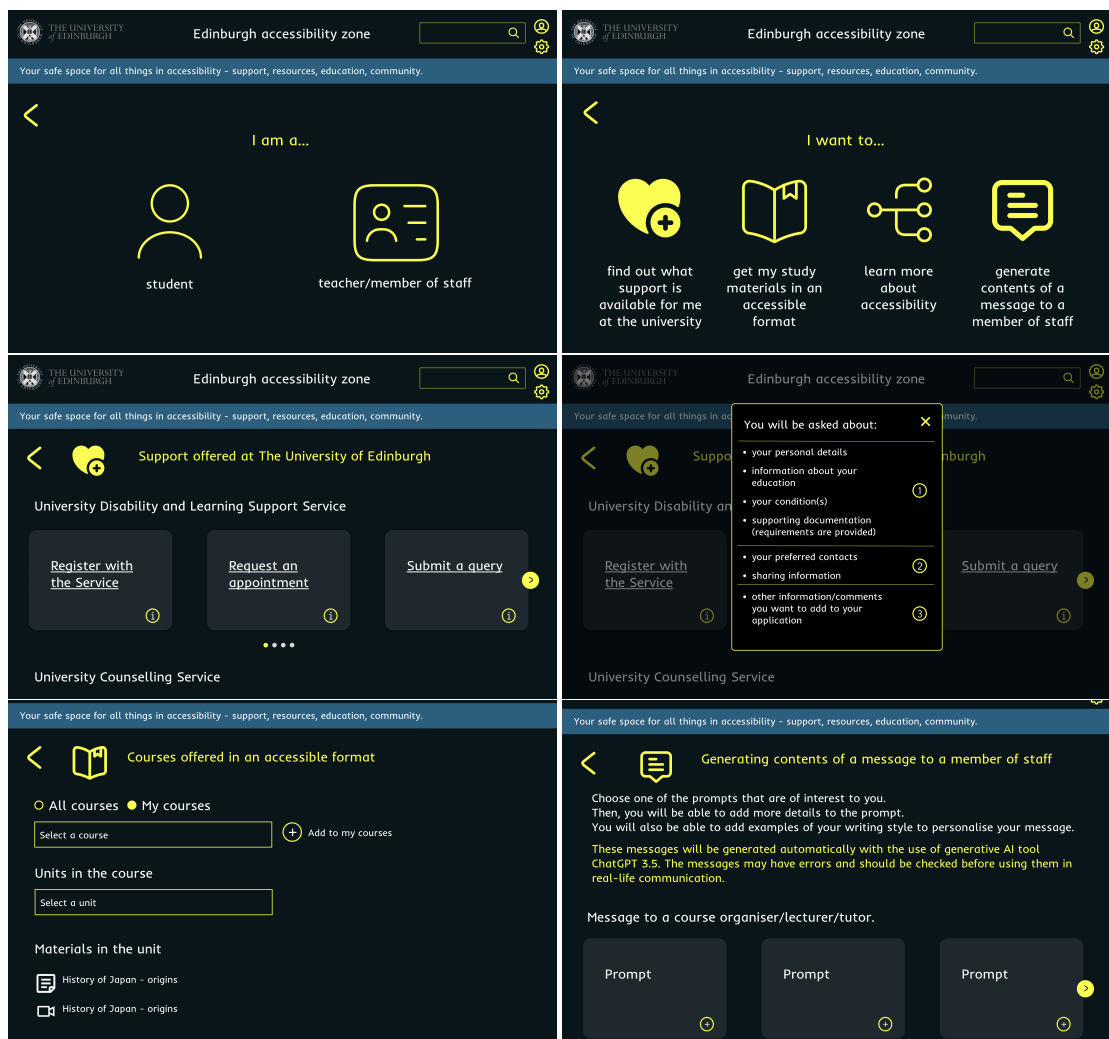 THE UNIVERSITY
of EDINBURGH
Edinburgh accessibility zone
Your safe space for all things in accessibility - support, resources, education, community.
I am a...
student
teacher/member of staff
THE UNIVERSITY
of EDINBURGH
Edinburgh accessibility zone
Your safe space for all things in accessibility - support, resources, education, community.
I want to...
find out what
support is
available for me
at the university
get my study
materials in an
accessible
format
learn more
about
accessibility
generate
contents of a
message to a
member of staff
THE UNIVERSITY
of EDINBURGH
Edinburgh accessibility zone
Your safe space for all things in accessibility - support, resources, education, community.
Support offered at The University of Edinburgh
University Disability and Learning Support Service
Register with
the Service
i
Request an
appointment
i
Submit a query
i
University Counselling Service
THE UNIVERSITY
of EDINBURGH
Edinburgh accessibility zone
Your safe space for all things in ac
munity.
Suppo
nburgh
University Disability an
Register with
the Service
i
Submit a query
i
University Counselling Service
You will be asked about:
• your personal details
• information about your
education
• your condition(s)
• supporting documentation
(requirements are provided)
1
• your preferred contacts
• sharing information
2
• other information/comments
you want to add to your
application
3
Your safe space for all things in accessibility - support, resources, education, community.
Courses offered in an accessible format
All courses My courses
Select a course
Add to my courses
Units in the course
Select a unit
Materials in the unit
History of Japan - origins
History of Japan - origins
Your safe space for all things in accessibility - support, resources, education, community.
Generating contents of a message to a member of staff
Choose one of the prompts that are of interest to you.
Then, you will be able to add more details to the prompt.
You will also be able to add examples of your writing style to personalise your message.
These messages will be generated automatically with the use of generative AI tool
ChatGPT 3.5. The messages may have errors and should be checked before using them in
real-life communication.
Message to a course organiser/lecturer/tutor.
Prompt
Prompt
Prompt